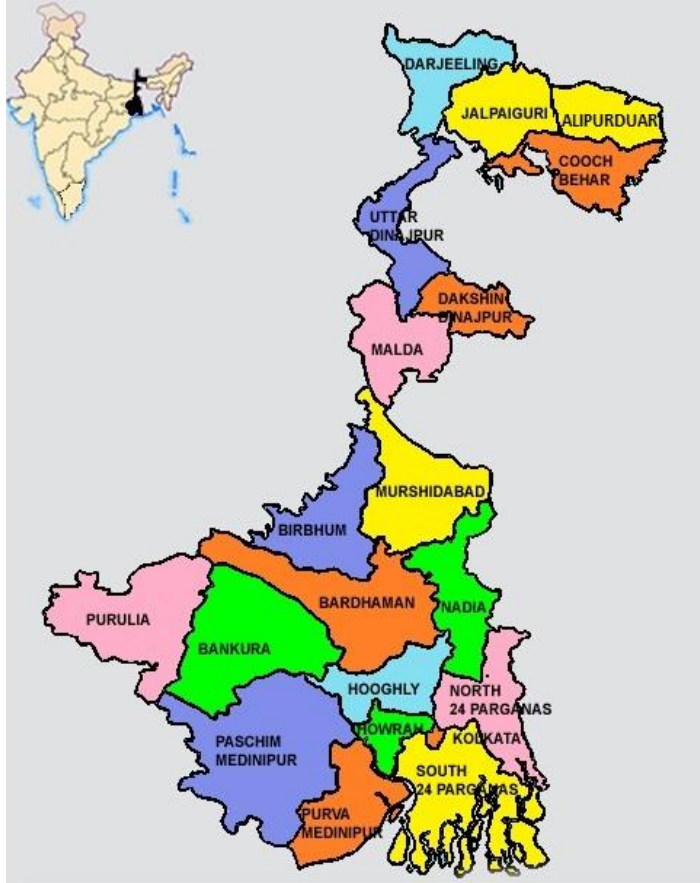 DARJEELING
JALPAIGURI
ALIPURDUAR
COOCH
BEHAR
UTTAR
DINAJPUR
DAKSHIN
DINAJPUR
MALDA
MURSHIDABAD
BIRBHUM
BARDHAMAN
NADIA
PURULIA
BANKURA
HOOGHLY
NORTH
24 PARGANAS
HOWRAH
KOLKATA
PASCHIM
MEDINIPUR
SOUTH
24 PARGANAS
PURVA
MEDINIPUR